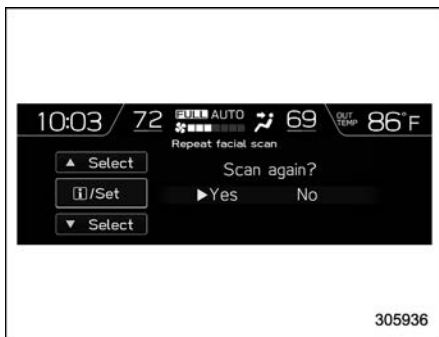 10:03 72 FULL AUTO 69 OUT TEMP 86°F
Repeat facial scan
▲ Select
Scan again?
i/Set
▶Yes No
▼ Select
305936